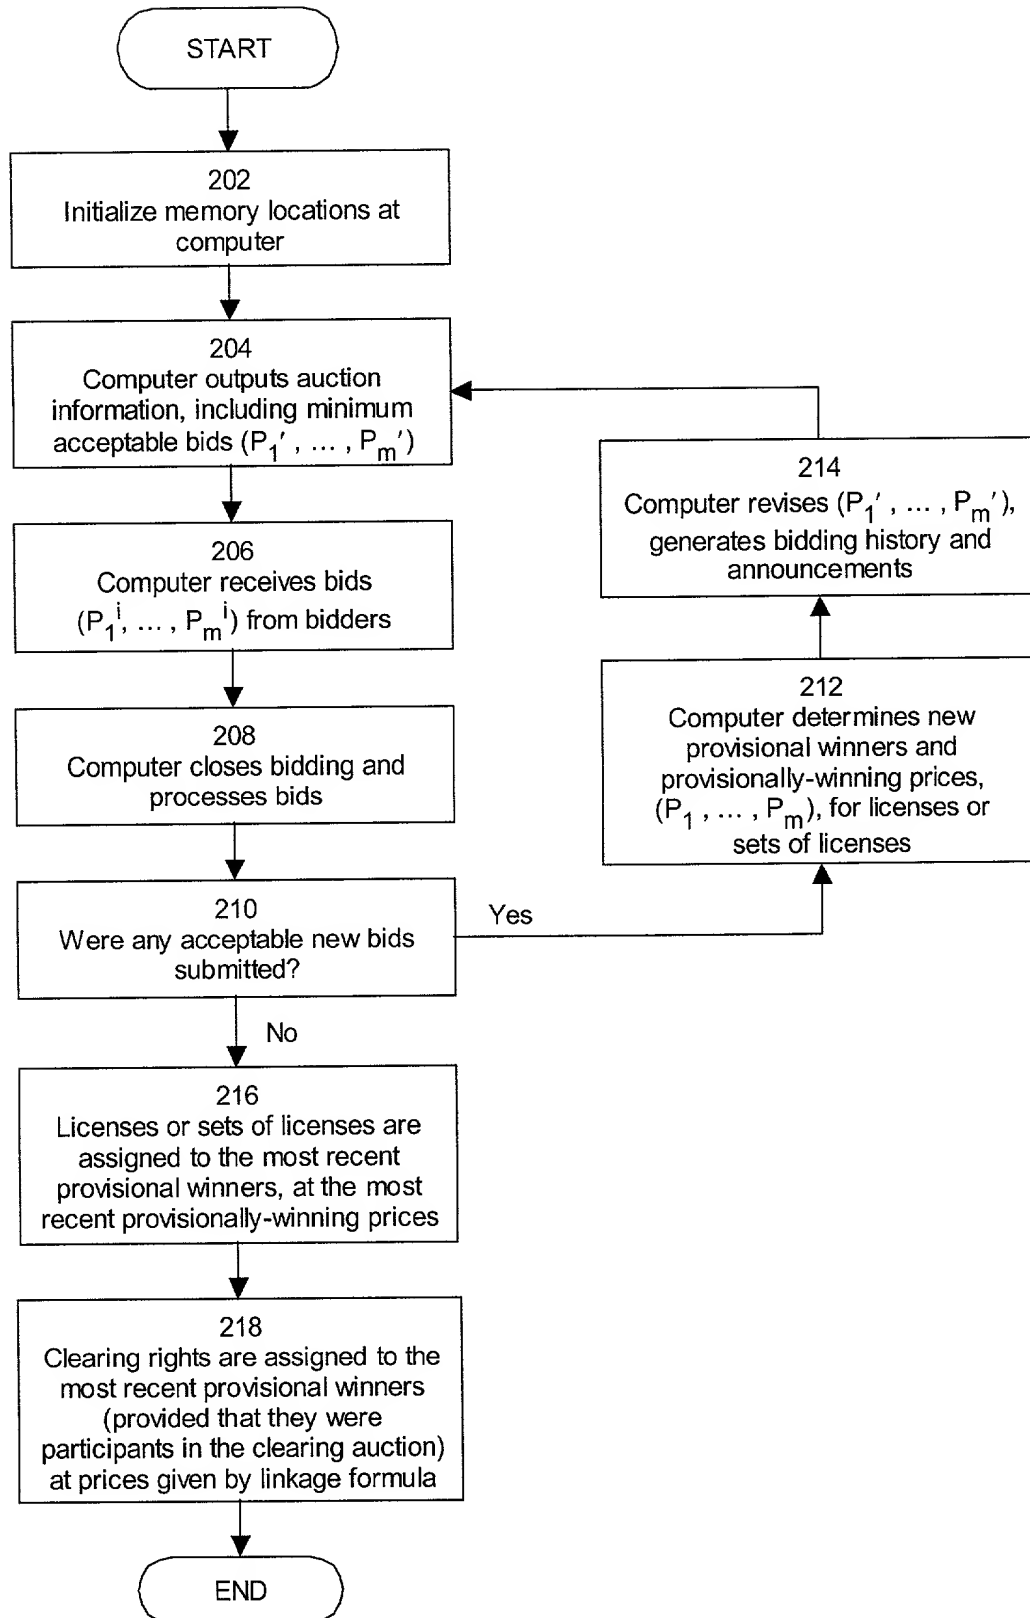 START
202
Initialize memory locations at
computer
204
Computer outputs auction
information, including minimum
acceptable bids (P₁′ , … , Pₘ′)
206
Computer receives bids
(P₁ⁱ, … , Pₘⁱ) from bidders
208
Computer closes bidding and
processes bids
210
Were any acceptable new bids
submitted?
Yes
No
212
Computer determines new
provisional winners and
provisionally-winning prices,
(P₁ , … , Pₘ), for licenses or
sets of licenses
214
Computer revises (P₁′ , … , Pₘ′),
generates bidding history and
announcements
216
Licenses or sets of licenses are
assigned to the most recent
provisional winners, at the most
recent provisionally-winning prices
218
Clearing rights are assigned to the
most recent provisional winners
(provided that they were
participants in the clearing auction)
at prices given by linkage formula
END